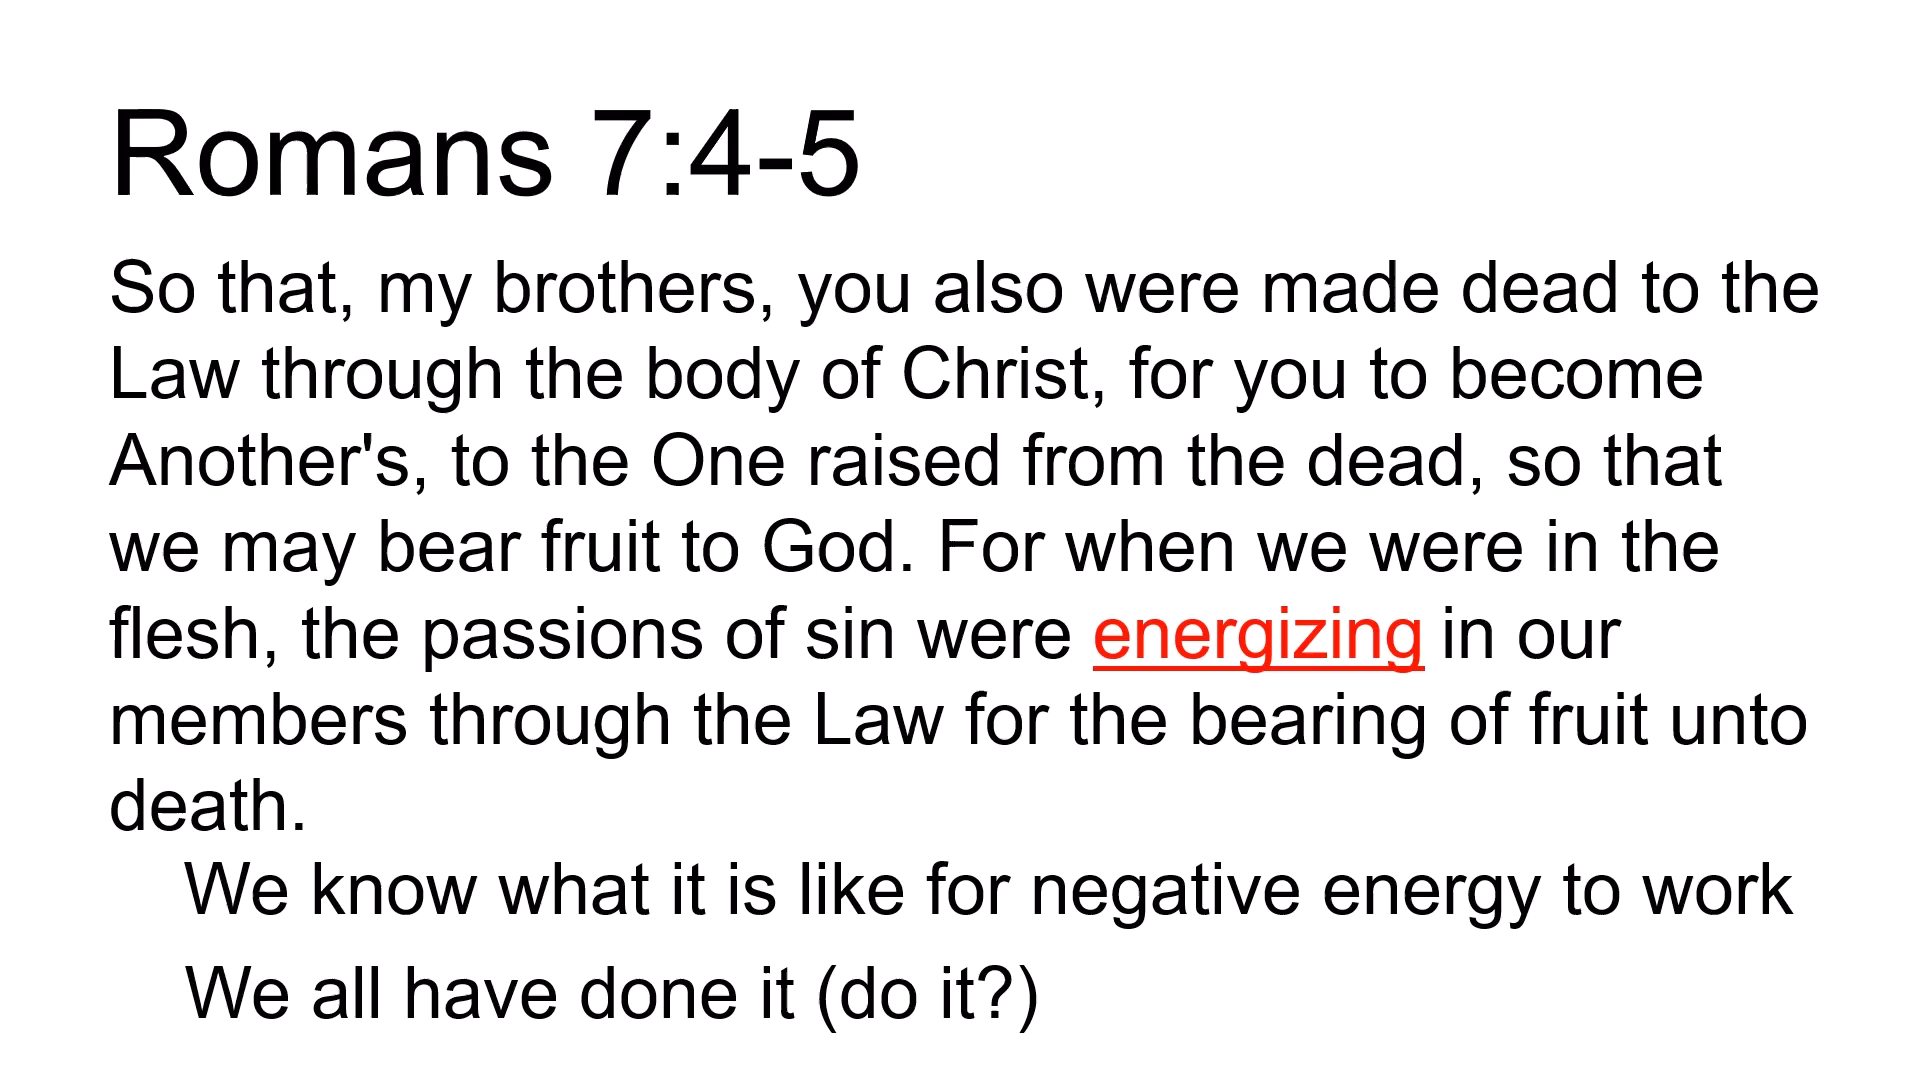 Romans 7:4-5
So that, my brothers, you also were made dead to the
Law through the body of Christ, for you to become
Another's, to the One raised from the dead, so that
we may bear fruit to God. For when we were in the
flesh, the passions of sin were energizing in our
members through the Law for the bearing of fruit unto
death.
We know what it is like for negative energy to work
We all have done it (do it?)